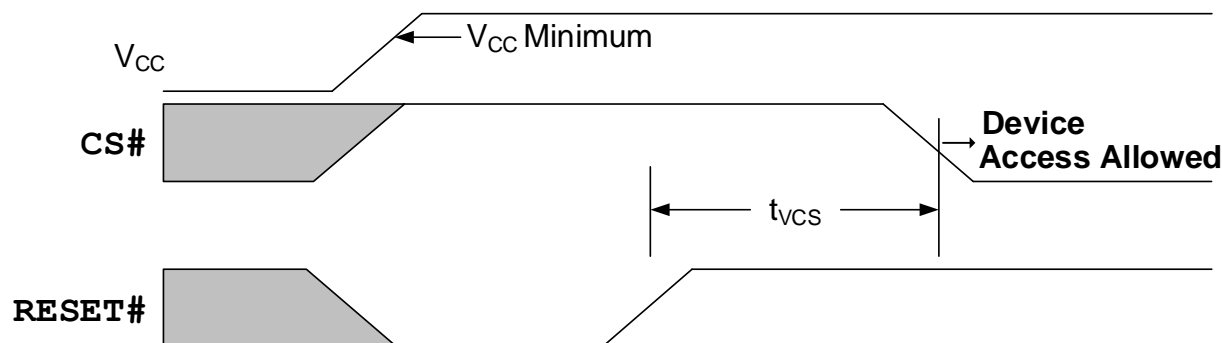 V_CC
V_CC Minimum
CS#
Device
Access Allowed
t_VCS
RESET#